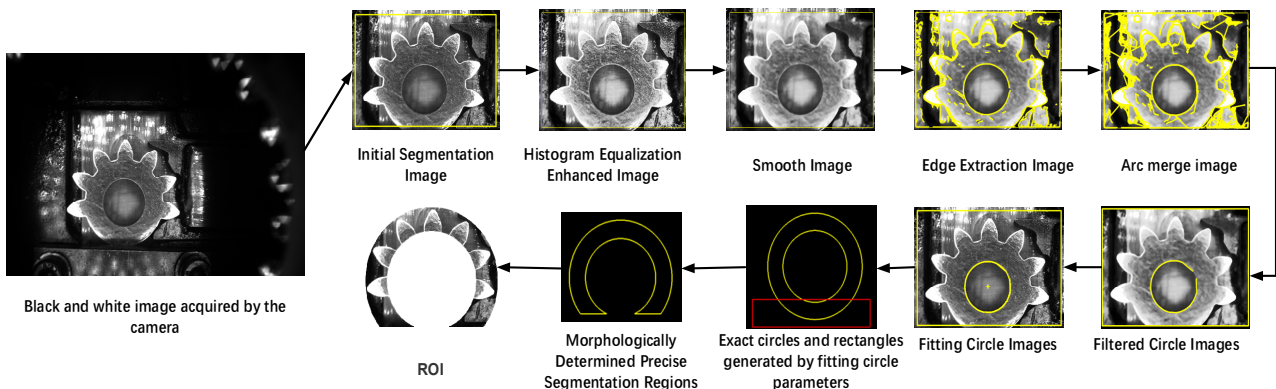 Initial Segmentation
Image
Histogram Equalization
Enhanced Image
Smooth Image
Edge Extraction Image
Arc merge image
Black and white image acquired by the
camera
ROI
Morphologically
Determined Precise
Segmentation Regions
Exact circles and rectangles
generated by fitting circle
parameters
Fitting Circle Images
Filtered Circle Images